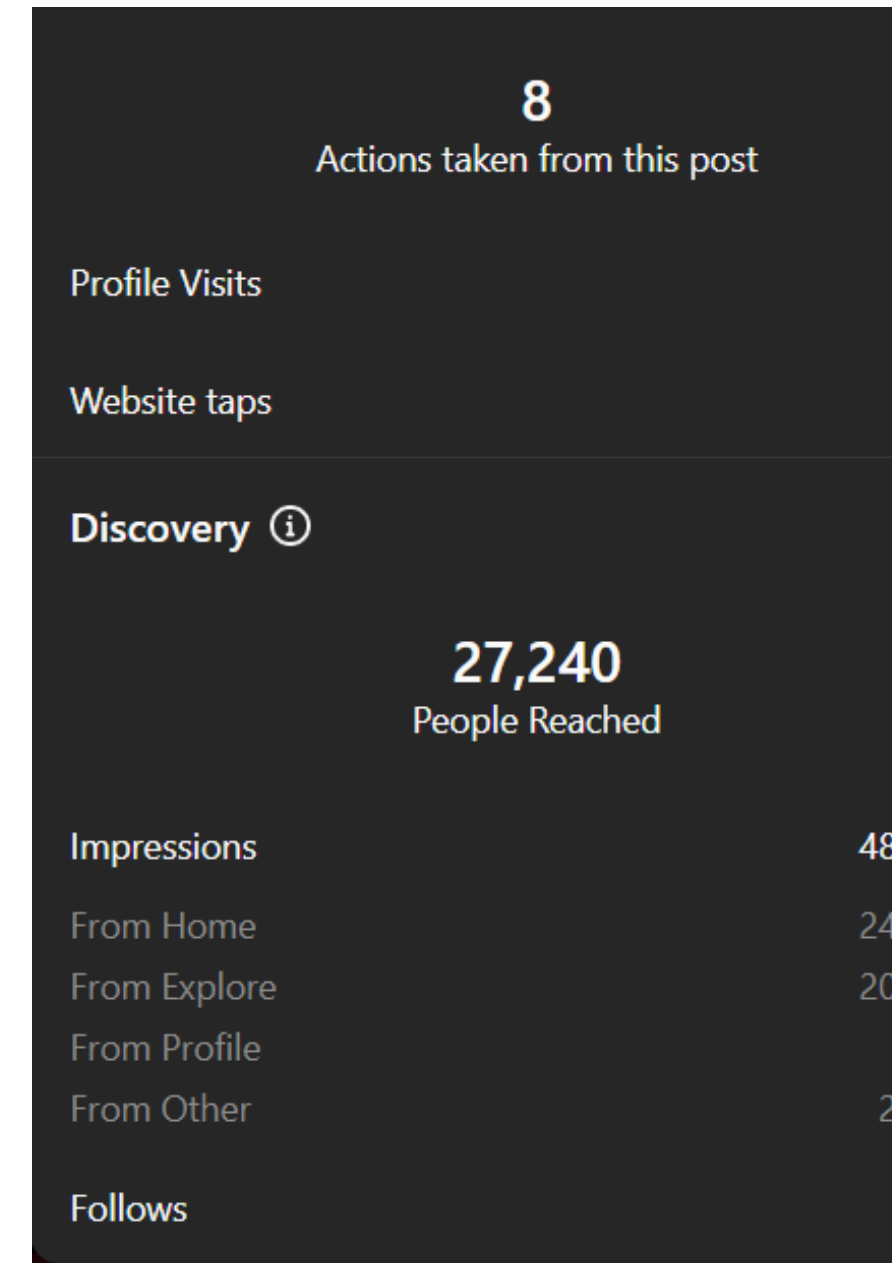 8
Actions taken from this post
Profile Visits
Website taps
Discovery
27,240
People Reached
Impressions 48
From Home 24
From Explore 20
From Profile
From Other 2
Follows